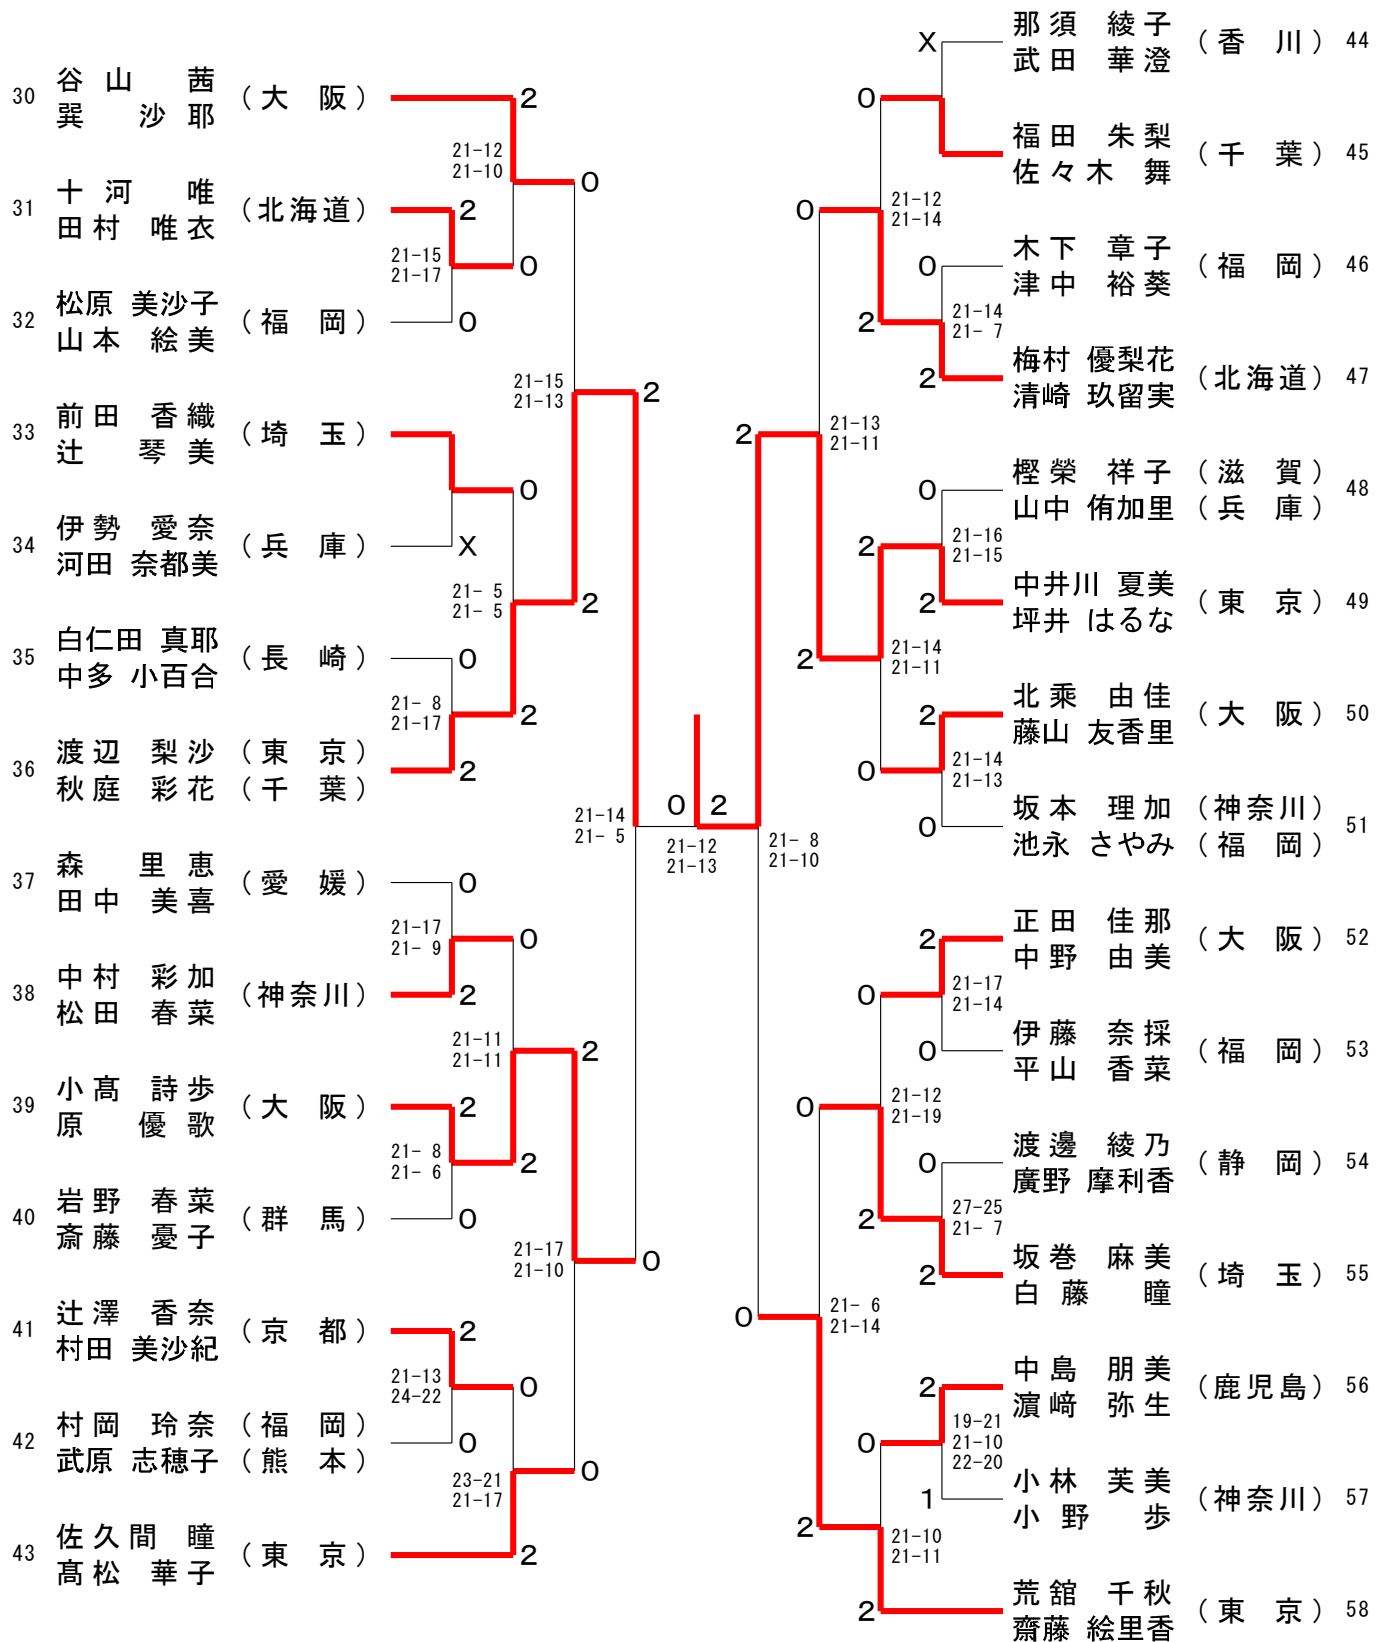 30 谷山 茜 (大 阪) 2
巽 沙耶
21-12
21-10
0
31 十河 唯 (北海道) 2
田村 唯衣
21-15
21-17
0
32 松原 美沙子 (福 岡) 0
山本 絵美
21-15
21-13
2
33 前田 香織 (埼 玉)
辻 琴美
0
34 伊勢 愛奈 (兵 庫) X
河田 奈都美
21- 5
21- 5
2
35 白仁田 真耶 (長 崎) 0
中多 小百合
21- 8
21-17
2
36 渡辺 梨沙 (東 京) 2
秋庭 彩花 (千 葉)
21-14
21- 5
37 森 里恵 (愛 媛) 0
田中 美喜
21-17
21- 9
0
38 中村 彩加 (神奈川) 2
松田 春菜
21-11
21-11
2
39 小髙 詩歩 (大 阪) 2
原 優歌
21- 8
21- 6
2
40 岩野 春菜 (群 馬) 0
斎藤 憂子
21-17
21-10
0
41 辻澤 香奈 (京 都) 2
村田 美沙紀
21-13
24-22
0
42 村岡 玲奈 (福 岡) 0
武原 志穂子 (熊 本)
23-21
21-17
0
43 佐久間 瞳 (東 京) 2
髙松 華子
0 2
21-12
21-13
X 那須 綾子 (香 川) 44
武田 華澄
0
福田 朱梨 (千 葉) 45
佐々木 舞
21-12
21-14
0
0 木下 章子 (福 岡) 46
津中 裕葵
21-14
21- 7
2
2 梅村 優梨花 (北海道) 47
清崎 玖留実
21-13
21-11
2
0 樫榮 祥子 (滋 賀) 48
山中 侑加里 (兵 庫)
21-16
21-15
2
2 中井川 夏美 (東 京) 49
坪井 はるな
21-14
21-11
2
2 北乘 由佳 (大 阪) 50
藤山 友香里
21-14
21-13
0
0 坂本 理加 (神奈川) 51
池永 さやみ (福 岡)
21- 8
21-10
2 正田 佳那 (大 阪) 52
中野 由美
21-17
21-14
0
0 伊藤 奈採 (福 岡) 53
平山 香菜
21-12
21-19
0
0 渡邊 綾乃 (静 岡) 54
廣野 摩利香
27-25
21- 7
2
2 坂巻 麻美 (埼 玉) 55
白藤 瞳
21- 6
21-14
0
2 中島 朋美 (鹿児島) 56
濵﨑 弥生
19-21
21-10
22-20
0
1 小林 芙美 (神奈川) 57
小野 歩
21-10
21-11
2
2 荒舘 千秋 (東 京) 58
齋藤 絵里香